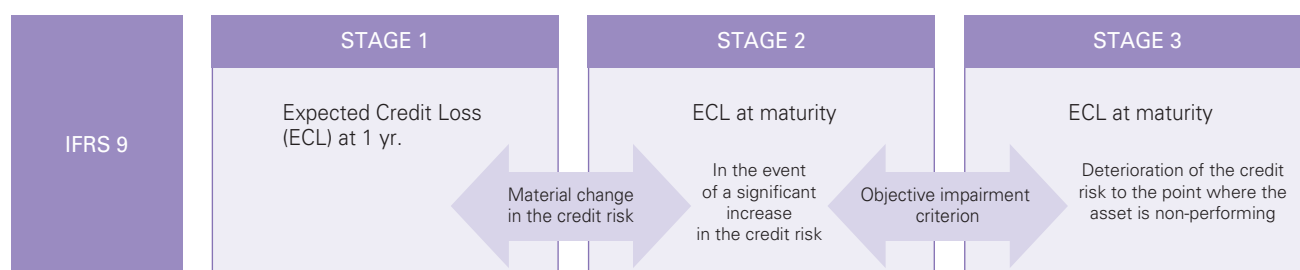 IFRS 9
STAGE 1
Expected Credit Loss
(ECL) at 1 yr.
Material change
in the credit risk
STAGE 2
ECL at maturity
In the event
of a significant
increase
in the credit risk
Objective impairment
criterion
STAGE 3
ECL at maturity
Deterioration of the credit
risk to the point where the
asset is non-performing